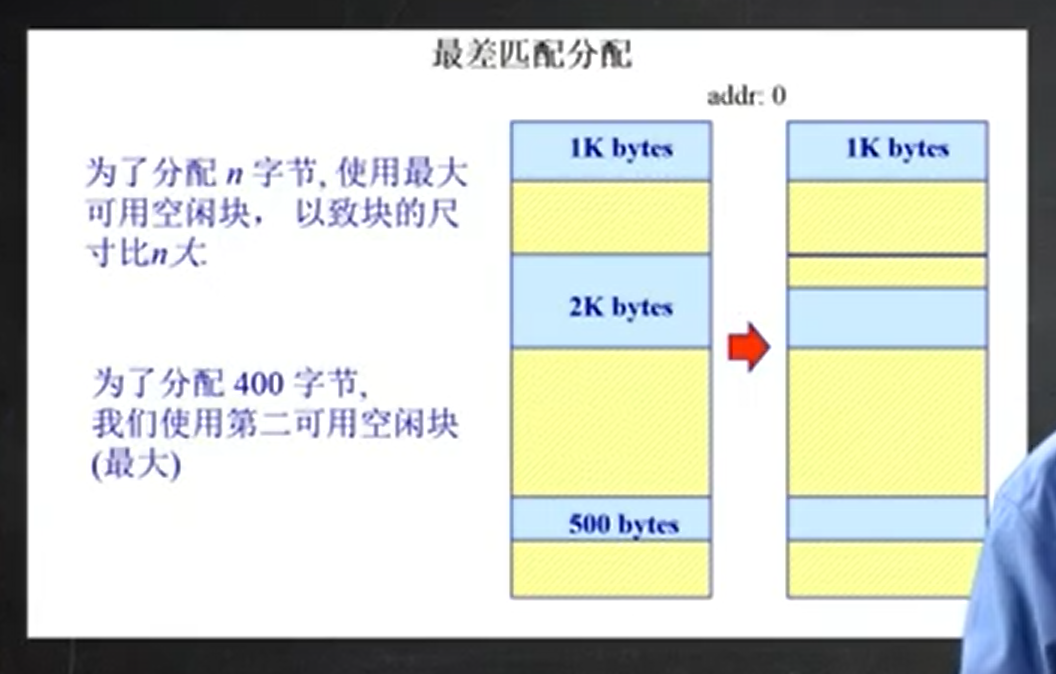 最差匹配分配
addr: 0
为了分配 n 字节, 使用最大
可用空闲块， 以致块的尺
寸比n大.
为了分配 400 字节,
我们使用第二可用空闲块
(最大)
1K bytes
2K bytes
500 bytes
1K bytes